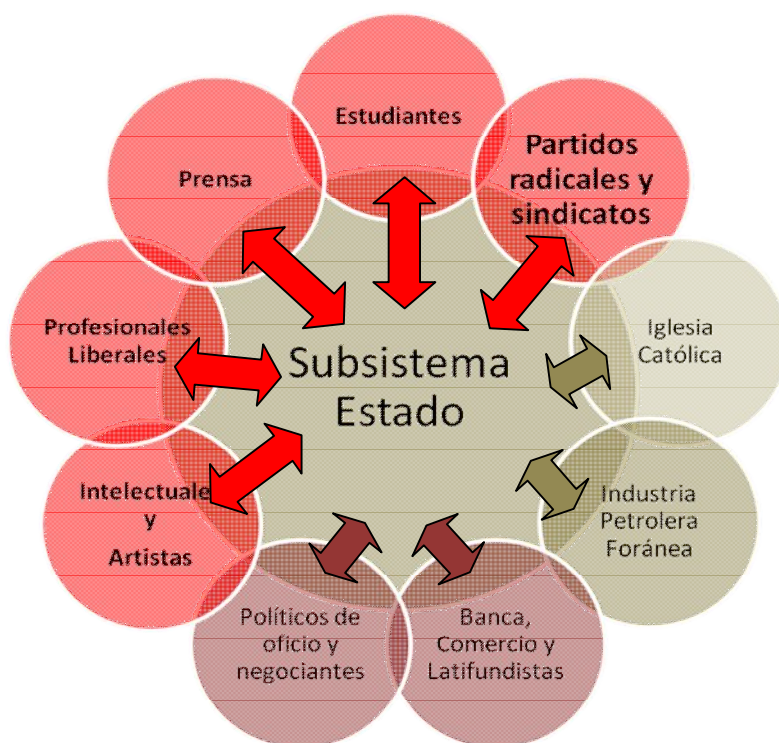 Estudiantes
Partidos
radicales y
sindicatos
Prensa
Iglesia
Católica
Profesionales
Liberales
Subsistema
Estado
Intelectuale
y
Artistas
Industria
Petrolera
Foránea
Políticos de
oficio y
negociantes
Banca,
Comercio y
Latifundistas